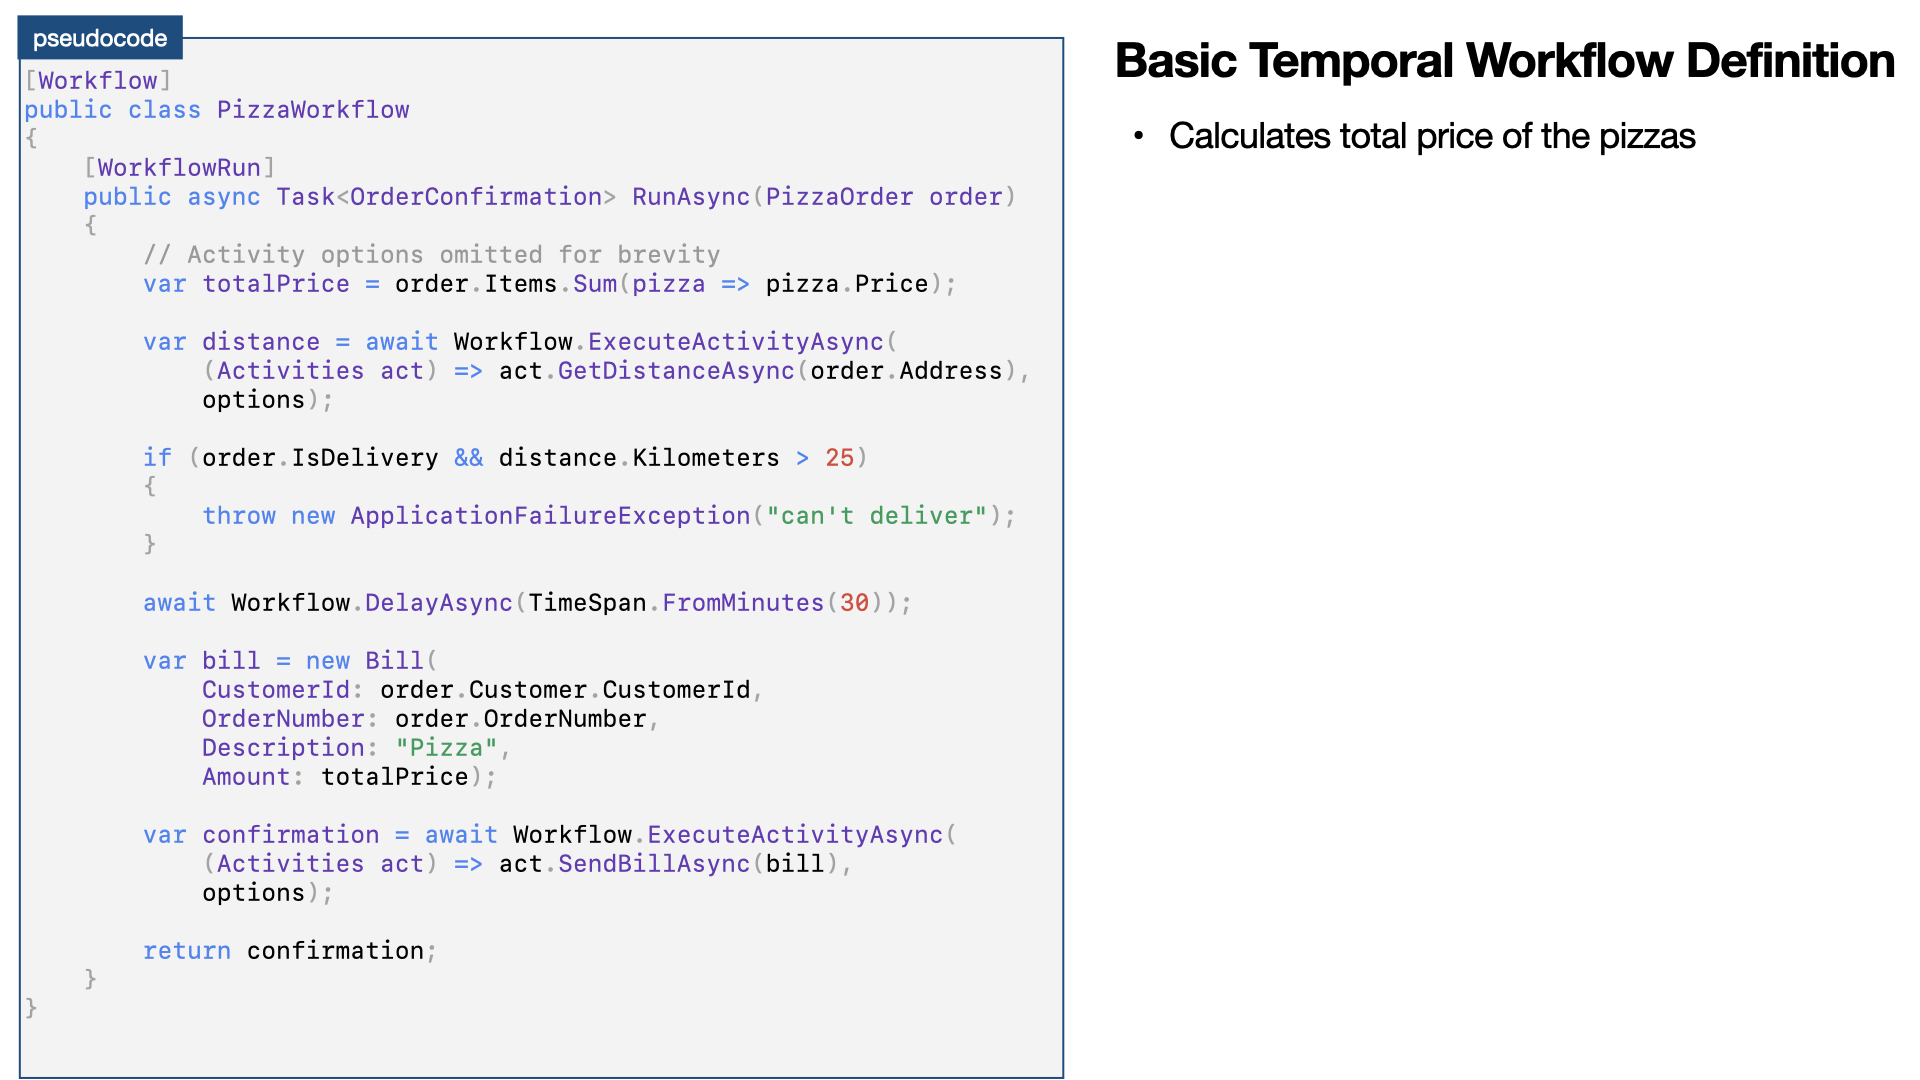 pseudocode
[Workflow]
public class PizzaWorkflow
{
    [WorkflowRun]
    public async Task<OrderConfirmation> RunAsync(PizzaOrder order)
    {
        // Activity options omitted for brevity
        var totalPrice = order.Items.Sum(pizza => pizza.Price);

        var distance = await Workflow.ExecuteActivityAsync(
            (Activities act) => act.GetDistanceAsync(order.Address),
            options);

        if (order.IsDelivery && distance.Kilometers > 25)
        {
            throw new ApplicationFailureException("can't deliver");
        }

        await Workflow.DelayAsync(TimeSpan.FromMinutes(30));

        var bill = new Bill(
            CustomerId: order.Customer.CustomerId,
            OrderNumber: order.OrderNumber,
            Description: "Pizza",
            Amount: totalPrice);

        var confirmation = await Workflow.ExecuteActivityAsync(
            (Activities act) => act.SendBillAsync(bill),
            options);

        return confirmation;
    }
}
Basic Temporal Workflow Definition
• Calculates total price of the pizzas